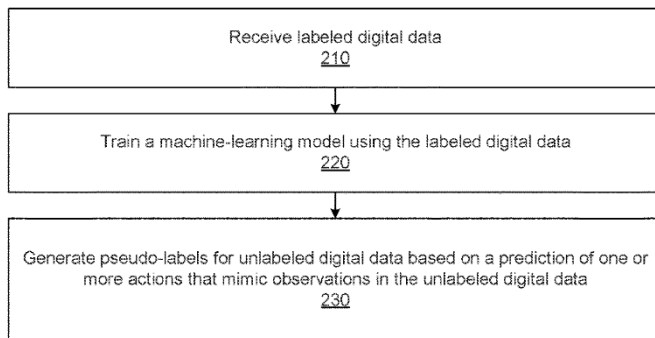 Receive labeled digital data
210
Train a machine-learning model using the labeled digital data
220
Generate pseudo-labels for unlabeled digital data based on a prediction of one or
more actions that mimic observations in the unlabeled digital data
230